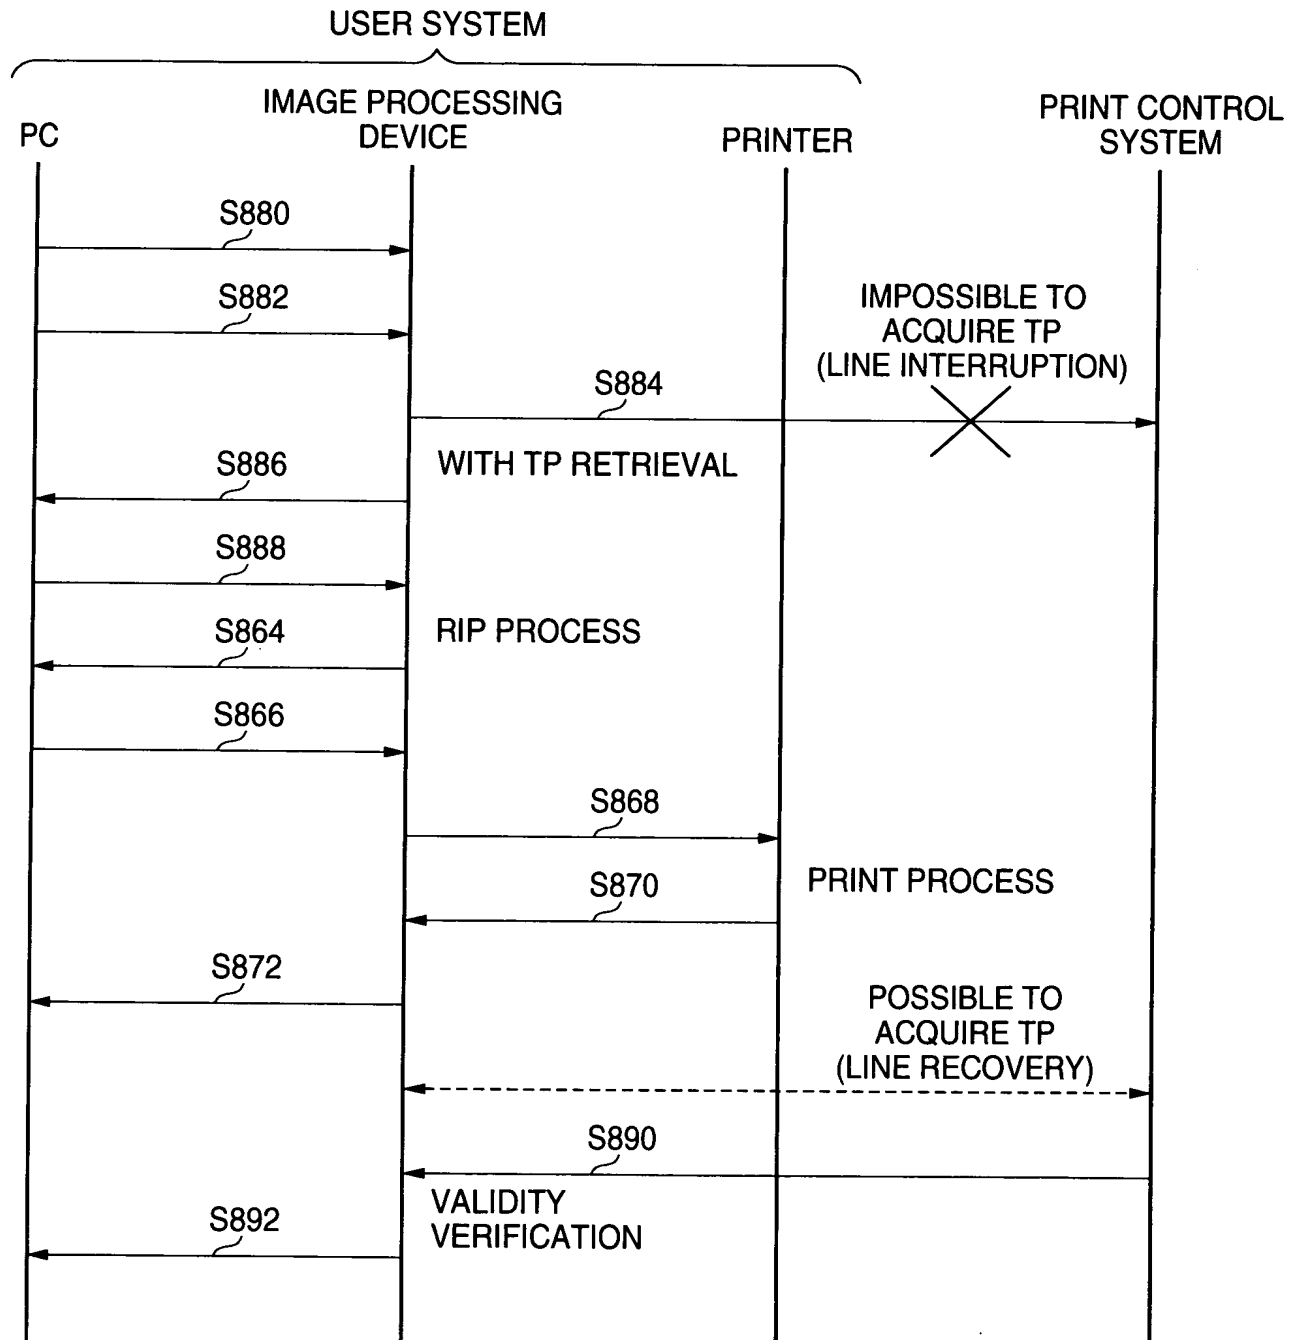 USER SYSTEM
IMAGE PROCESSING
DEVICE
PC
PRINTER
PRINT CONTROL
SYSTEM
S880
S882
IMPOSSIBLE TO
ACQUIRE TP
(LINE INTERRUPTION)
S884
S886
WITH TP RETRIEVAL
S888
S864
RIP PROCESS
S866
S868
S870
PRINT PROCESS
S872
POSSIBLE TO
ACQUIRE TP
(LINE RECOVERY)
S890
VALIDITY
VERIFICATION
S892